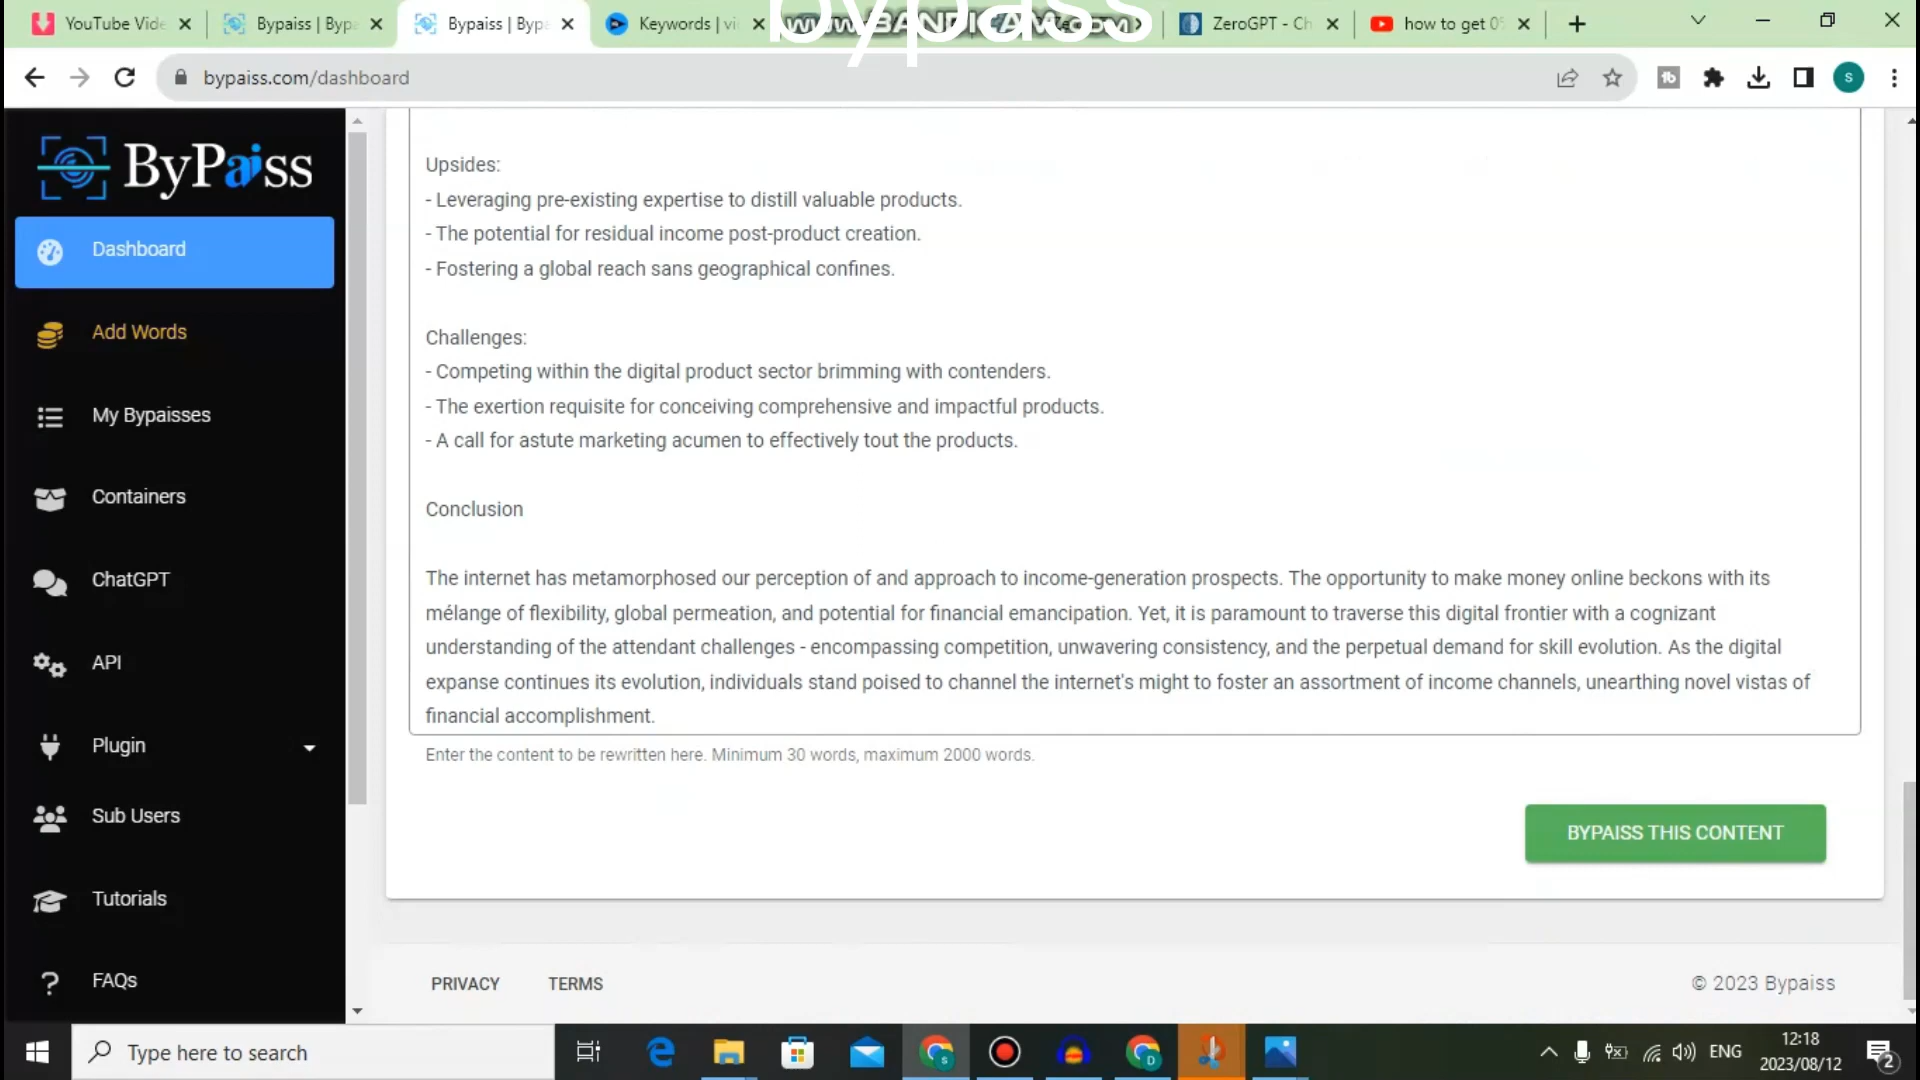 YouTube Vide
Bypaiss | Bypa
Bypaiss | Bypa
Keywords | vi
www.BANDICAM.com
bypass
ZeroGPT - Ch
how to get 0
bypaiss.com/dashboard
S
ByPaiss
Dashboard
Add Words
My Bypaisses
Containers
ChatGPT
API
Plugin
Sub Users
Tutorials
FAQs
Upsides:
- Leveraging pre-existing expertise to distill valuable products.
- The potential for residual income post-product creation.
- Fostering a global reach sans geographical confines.
Challenges:
- Competing within the digital product sector brimming with contenders.
- The exertion requisite for conceiving comprehensive and impactful products.
- A call for astute marketing acumen to effectively tout the products.
Conclusion
The internet has metamorphosed our perception of and approach to income-generation prospects. The opportunity to make money online beckons with its
mélange of flexibility, global permeation, and potential for financial emancipation. Yet, it is paramount to traverse this digital frontier with a cognizant
understanding of the attendant challenges - encompassing competition, unwavering consistency, and the perpetual demand for skill evolution. As the digital
expanse continues its evolution, individuals stand poised to channel the internet's might to foster an assortment of income channels, unearthing novel vistas of
financial accomplishment.
Enter the content to be rewritten here. Minimum 30 words, maximum 2000 words.
BYPAISS THIS CONTENT
PRIVACY
TERMS
© 2023 Bypaiss
Type here to search
ENG
12:18
2023/08/12
2